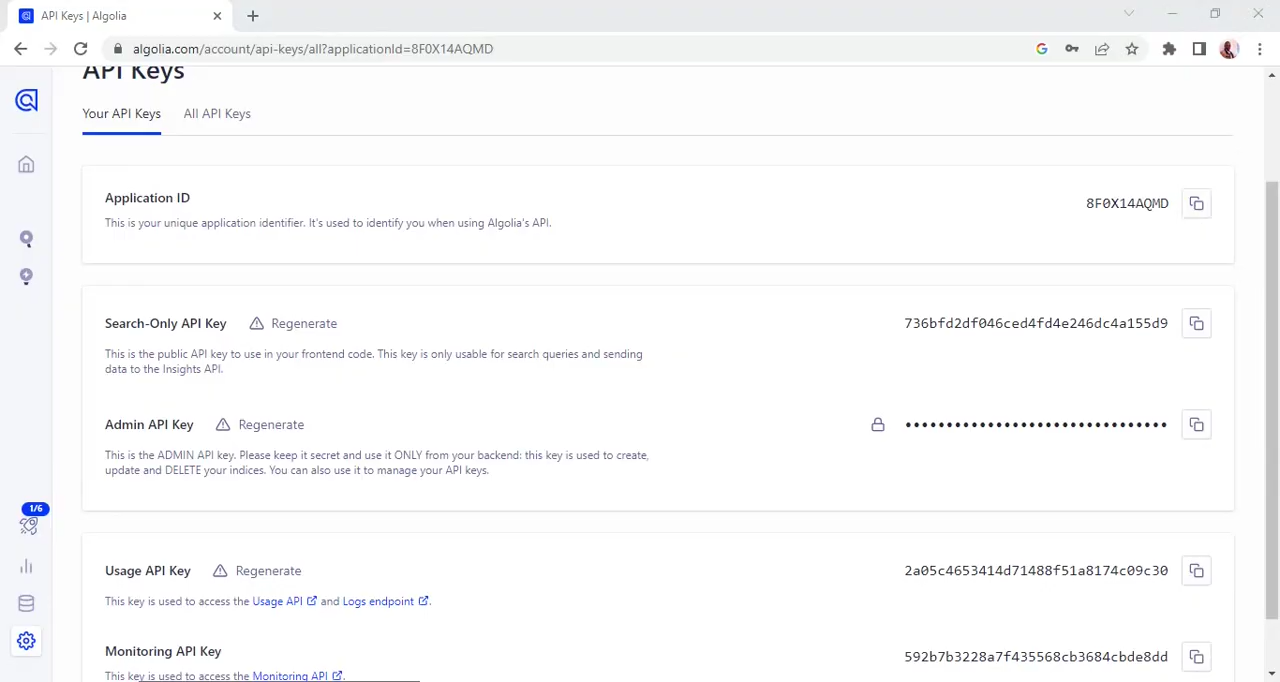 API Keys | Algolia
algolia.com/account/api-keys/all?applicationId=8F0X14AQMD
API Keys
Your API Keys
All API Keys
Application ID
8F0X14AQMD
This is your unique application identifier. It's used to identify you when using Algolia's API.
Search-Only API Key
Regenerate
736bfd2df046ced4fd4e246dc4a155d9
This is the public API key to use in your frontend code. This key is only usable for search queries and sending
data to the Insights API.
Admin API Key
Regenerate
This is the ADMIN API key. Please keep it secret and use it ONLY from your backend: this key is used to create,
update and DELETE your indices. You can also use it to manage your API keys.
1/6
Usage API Key
Regenerate
2a05c4653414d71488f51a8174c09c30
This key is used to access the Usage API and Logs endpoint.
Monitoring API Key
592b7b3228a7f435568cb3684cbde8dd
This key is used to access the Monitoring API.